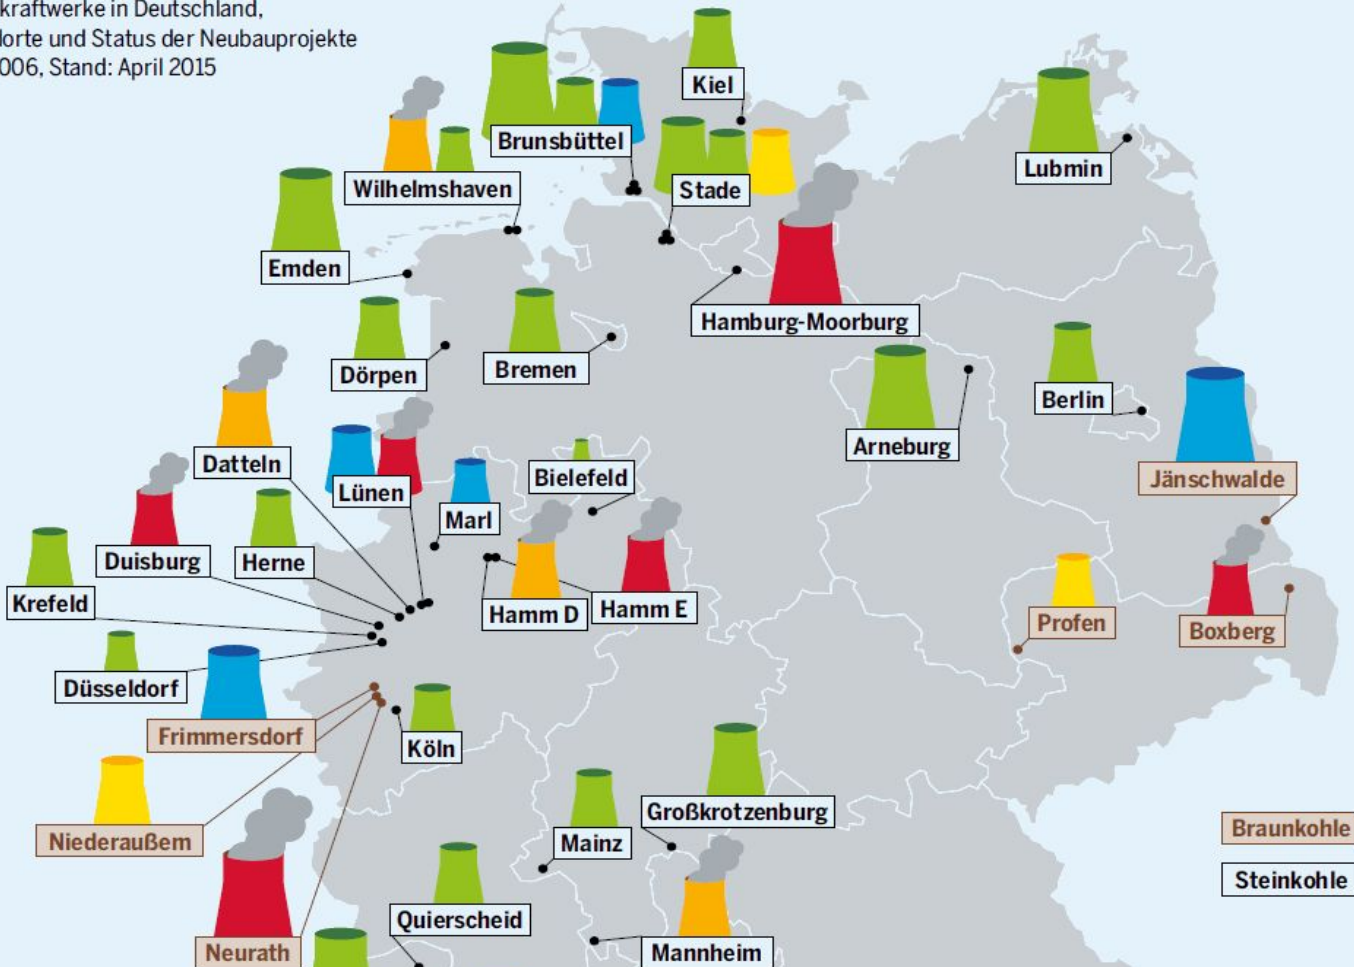 kraftwerke in Deutschland,
orte und Status der Neubauprojekte
006, Stand: April 2015
Kiel
Brunsbüttel
Wilhelmshaven
Stade
Lubmin
Emden
Hamburg-Moorburg
Dörpen
Bremen
Berlin
Arneburg
Datteln
Lünen
Bielefeld
Jänschwalde
Marl
Duisburg
Herne
Krefeld
Hamm D
Hamm E
Profen
Boxberg
Düsseldorf
Frimmersdorf
Köln
Großkrotzenburg
Niederaußem
Mainz
Braunkohle
Steinkohle
Quierscheid
Neurath
Mannheim